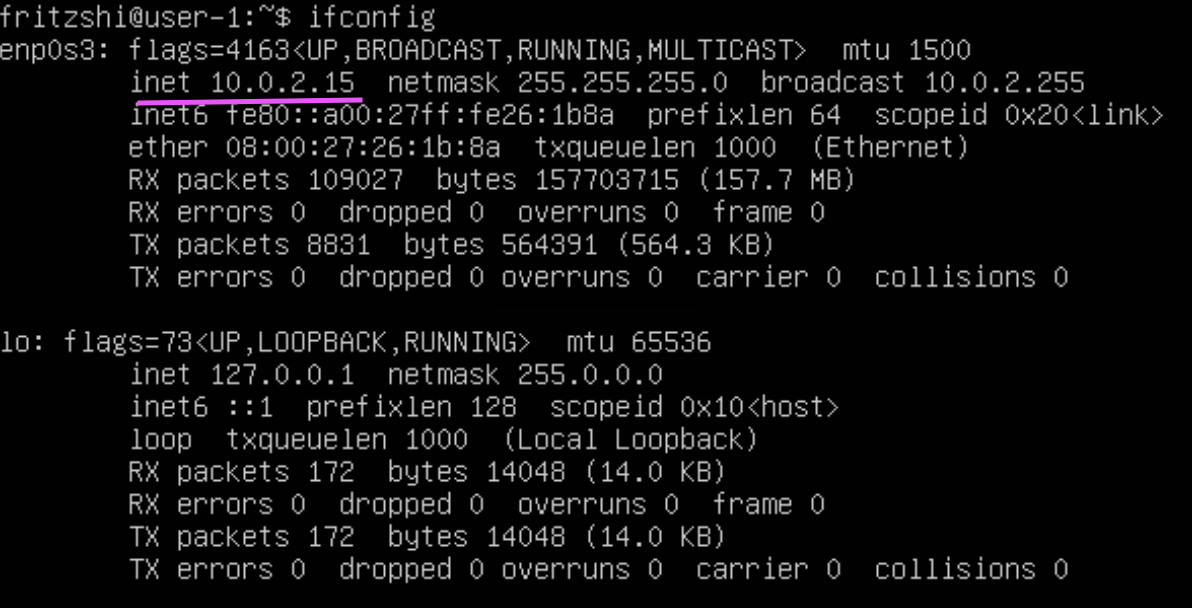 fritzshi@user-1:~$ ifconfig
enp0s3: flags=4163<UP,BROADCAST,RUNNING,MULTICAST>  mtu 1500
        inet 10.0.2.15  netmask 255.255.255.0  broadcast 10.0.2.255
        inet6 fe80::a00:27ff:fe26:1b8a  prefixlen 64  scopeid 0x20<link>
        ether 08:00:27:26:1b:8a  txqueuelen 1000  (Ethernet)
        RX packets 109027  bytes 157703715 (157.7 MB)
        RX errors 0  dropped 0  overruns 0  frame 0
        TX packets 8831  bytes 564391 (564.3 KB)
        TX errors 0  dropped 0 overruns 0  carrier 0  collisions 0

lo: flags=73<UP,LOOPBACK,RUNNING>  mtu 65536
        inet 127.0.0.1  netmask 255.0.0.0
        inet6 ::1  prefixlen 128  scopeid 0x10<host>
        loop  txqueuelen 1000  (Local Loopback)
        RX packets 172  bytes 14048 (14.0 KB)
        RX errors 0  dropped 0  overruns 0  frame 0
        TX packets 172  bytes 14048 (14.0 KB)
        TX errors 0  dropped 0 overruns 0  carrier 0  collisions 0